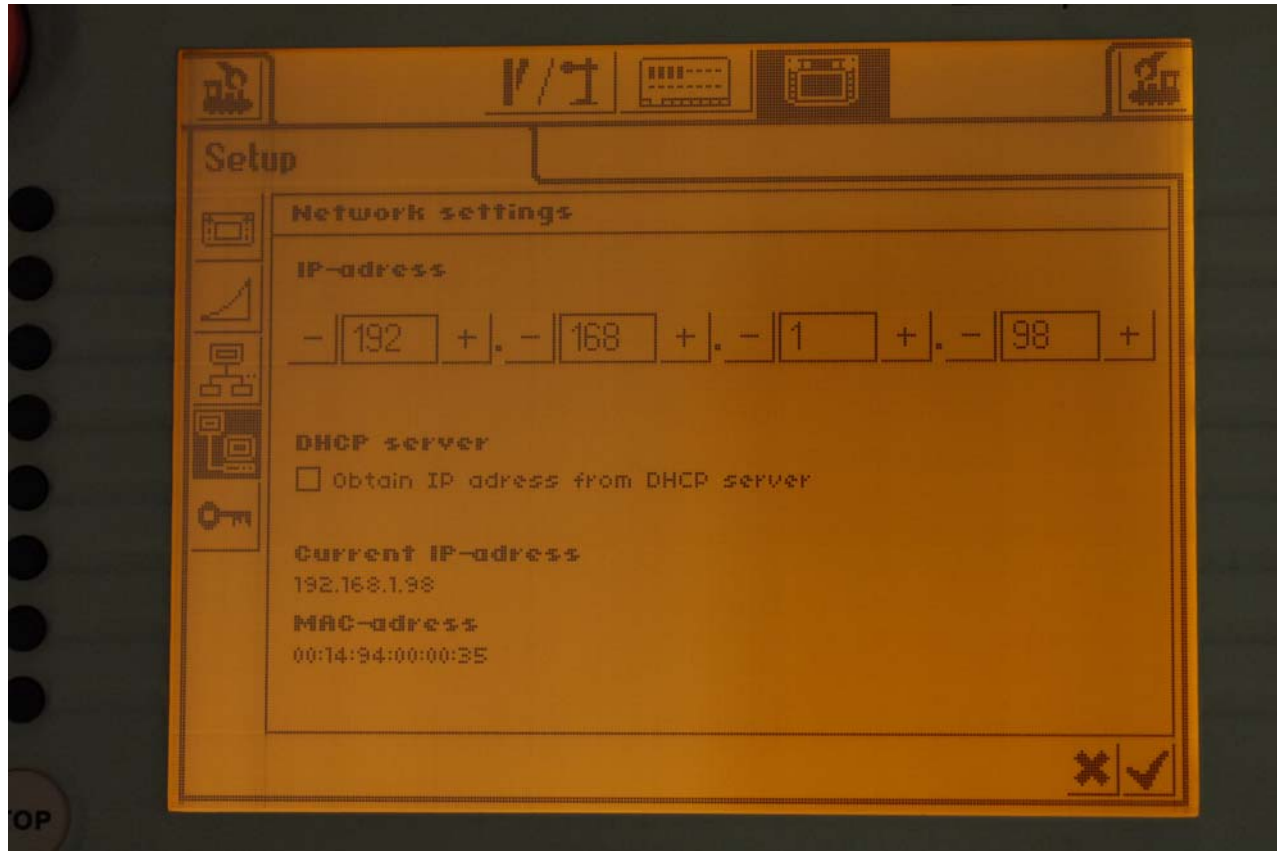 Setup
Network settings
IP-adress
- 192 + . - 168 + . - 1 + . - 98 +
DHCP server
Obtain IP adress from DHCP server
Current IP-adress
192.168.1.98
MAC-adress
00:14:94:00:00:35
OP